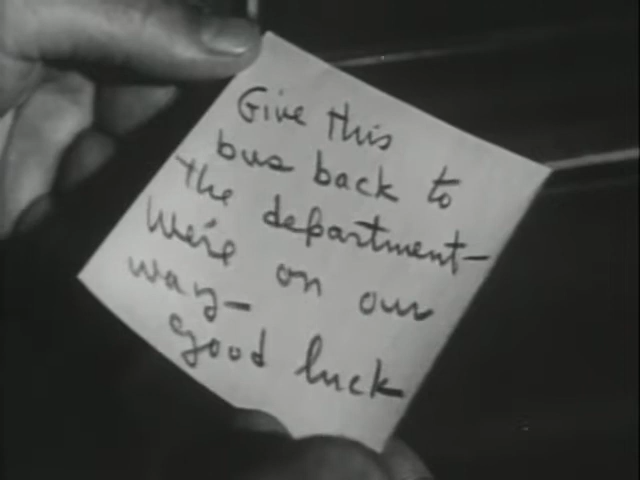 Give this
bus back to
the department—
We're on our
way—
good luck